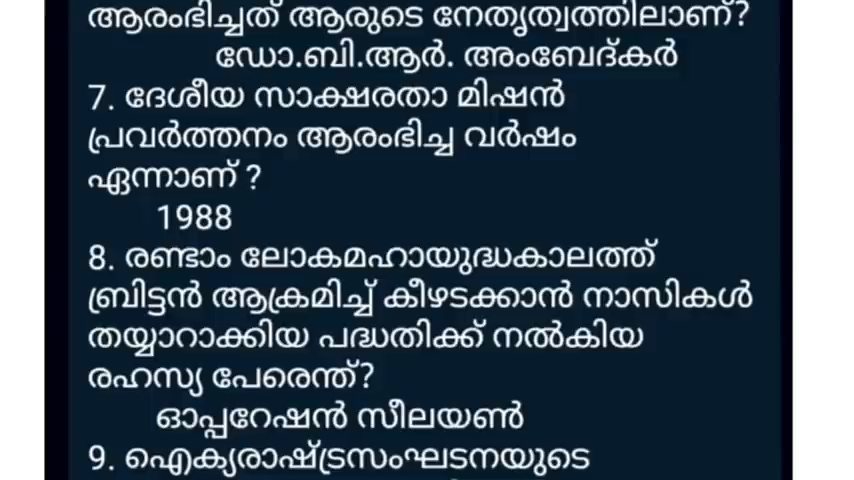 ആരംഭിച്ചത് ആരുടെ നേതൃത്വത്തിലാണ്?
ഡോ.ബി.ആർ. അംബേദ്കർ
7. ദേശീയ സാക്ഷരതാ മിഷൻ
പ്രവർത്തനം ആരംഭിച്ച വർഷം
ഏന്നാണ് ?
1988
8. രണ്ടാം ലോകമഹായുദ്ധകാലത്ത്
ബ്രിട്ടൻ ആക്രമിച്ച് കീഴടക്കാൻ നാസികൾ
തയ്യാറാക്കിയ പദ്ധതിക്ക് നൽകിയ
രഹസ്യ പേരെന്ത്?
ഓപ്പറേഷൻ സീലയൺ
9. ഐക്യരാഷ്ട്രസംഘടനയുടെ